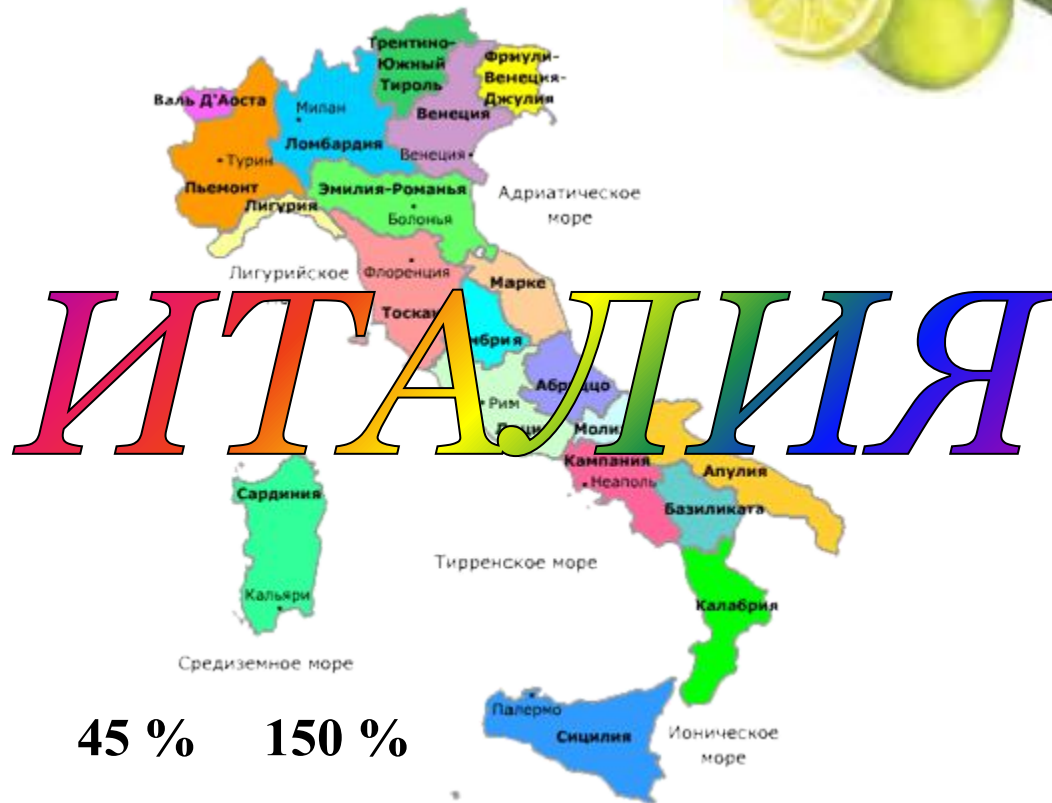 Трентино-
Южный
Тироль
Фриули-
Венеция-
Джулия
Валь Д'Аоста
Милан
Венеция
Ломбардия
Венеция
Турин
Пьемонт
Эмилия-Романья
Лигурия
Болонья
Адриатическое
море
Лигурийское
Флоренция
Марке
ИТАЛИЯ
Абруццо
Рим
Кампания
Неаполь
Апулия
Сардиния
Базиликата
Тирренское море
Кальяри
Калабрия
Средиземное море
Палермо
Сицилия
Ионическое
море
45 %
150 %